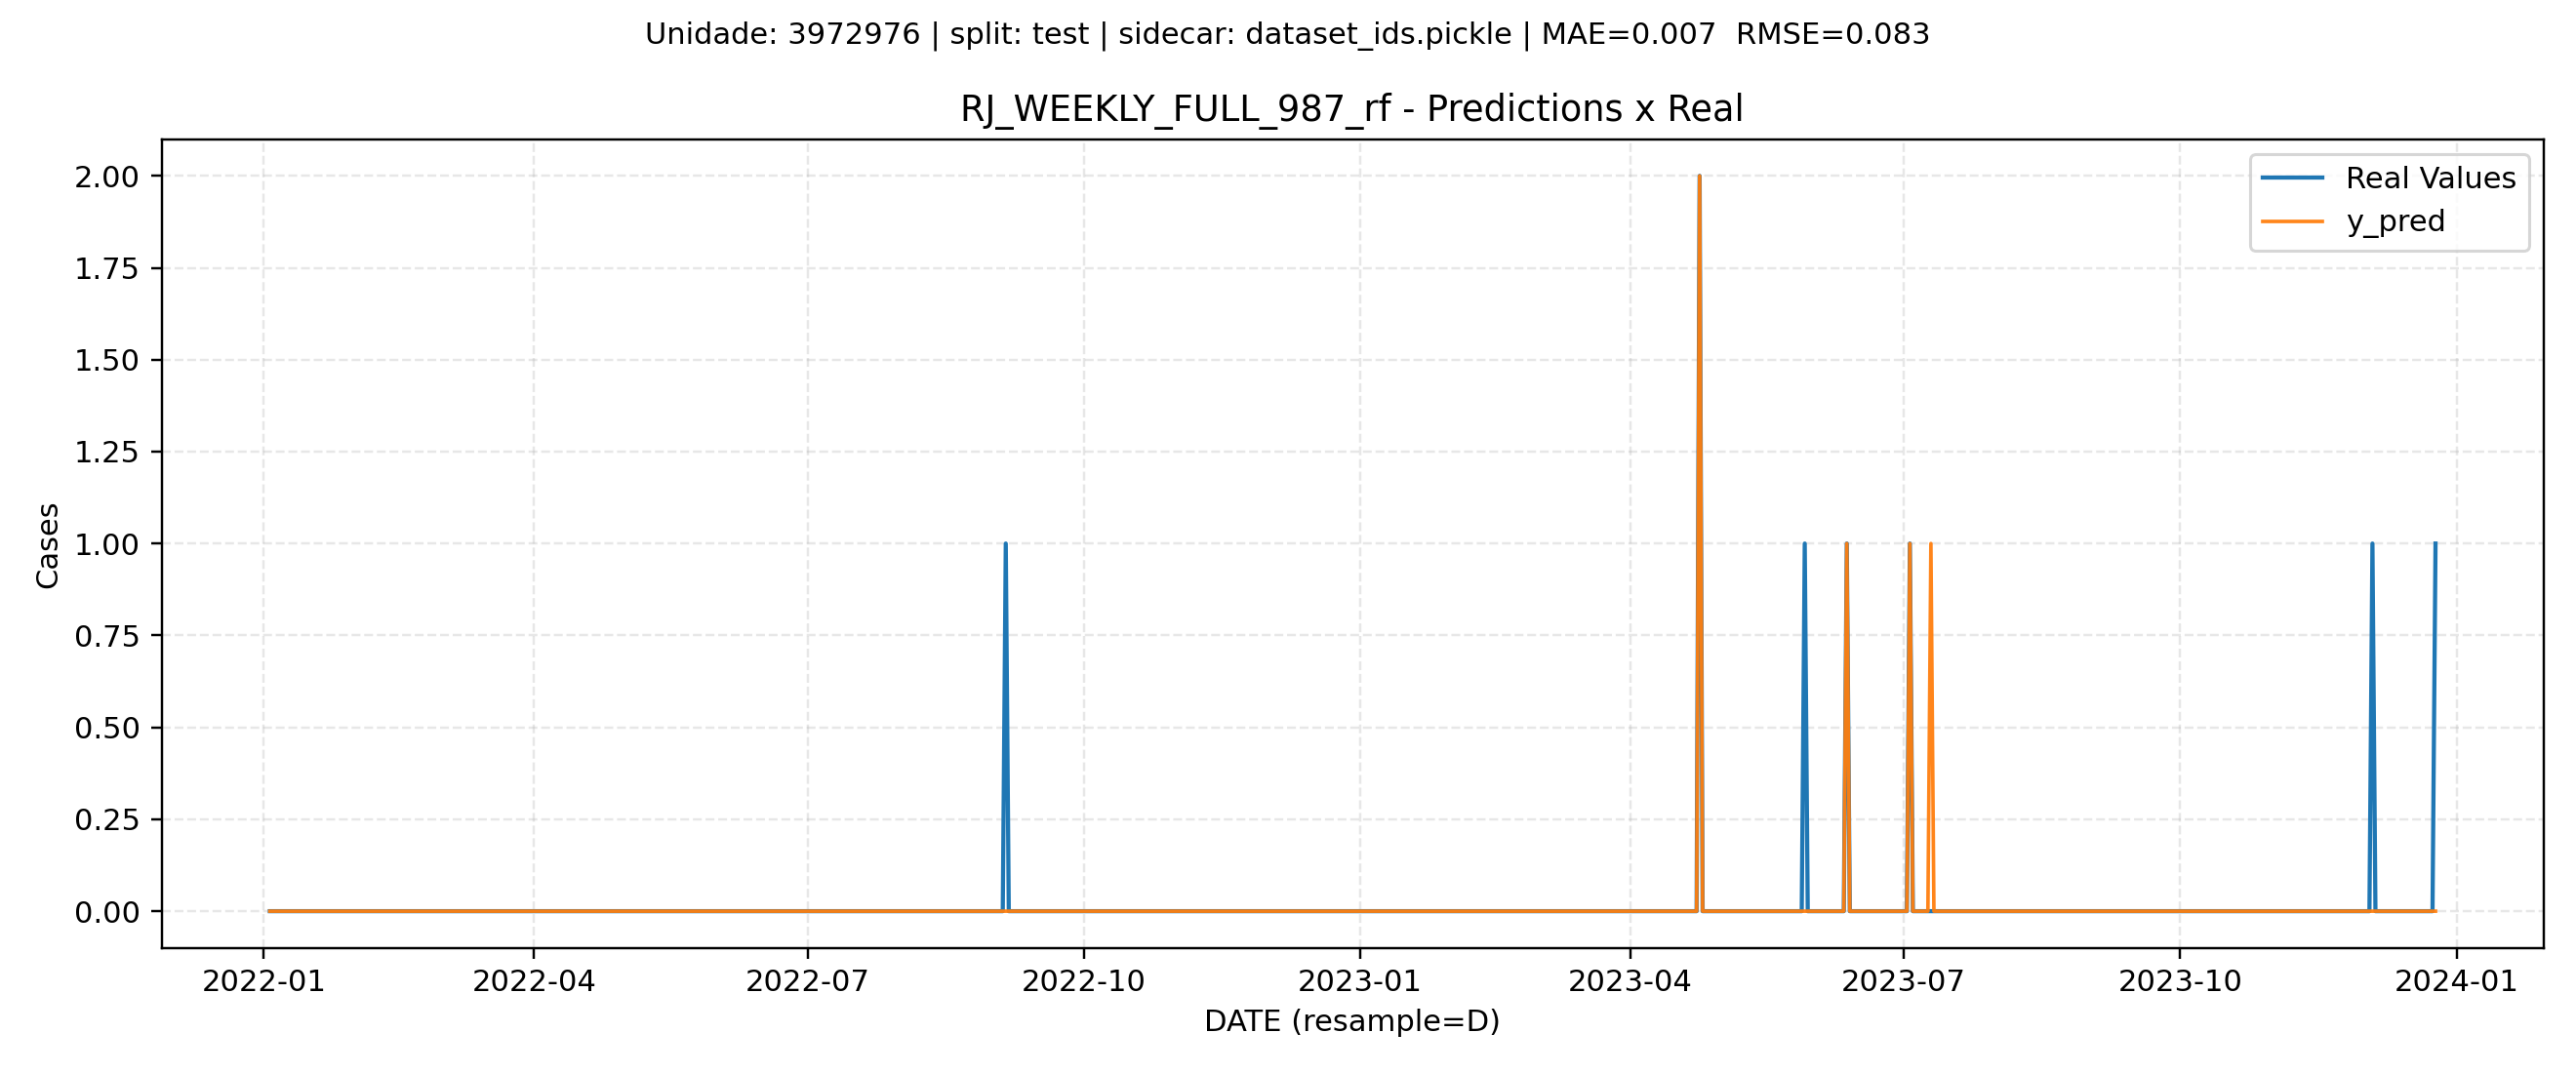 Unidade: 3972976 | split: test | sidecar: dataset_ids.pickle | MAE=0.007  RMSE=0.083
RJ_WEEKLY_FULL_987_rf - Predictions x Real
Real Values
y_pred
Cases
2.00
1.75
1.50
1.25
1.00
0.75
0.50
0.25
0.00
2022-01 2022-04 2022-07 2022-10 2023-01 2023-04 2023-07 2023-10 2024-01
DATE (resample=D)